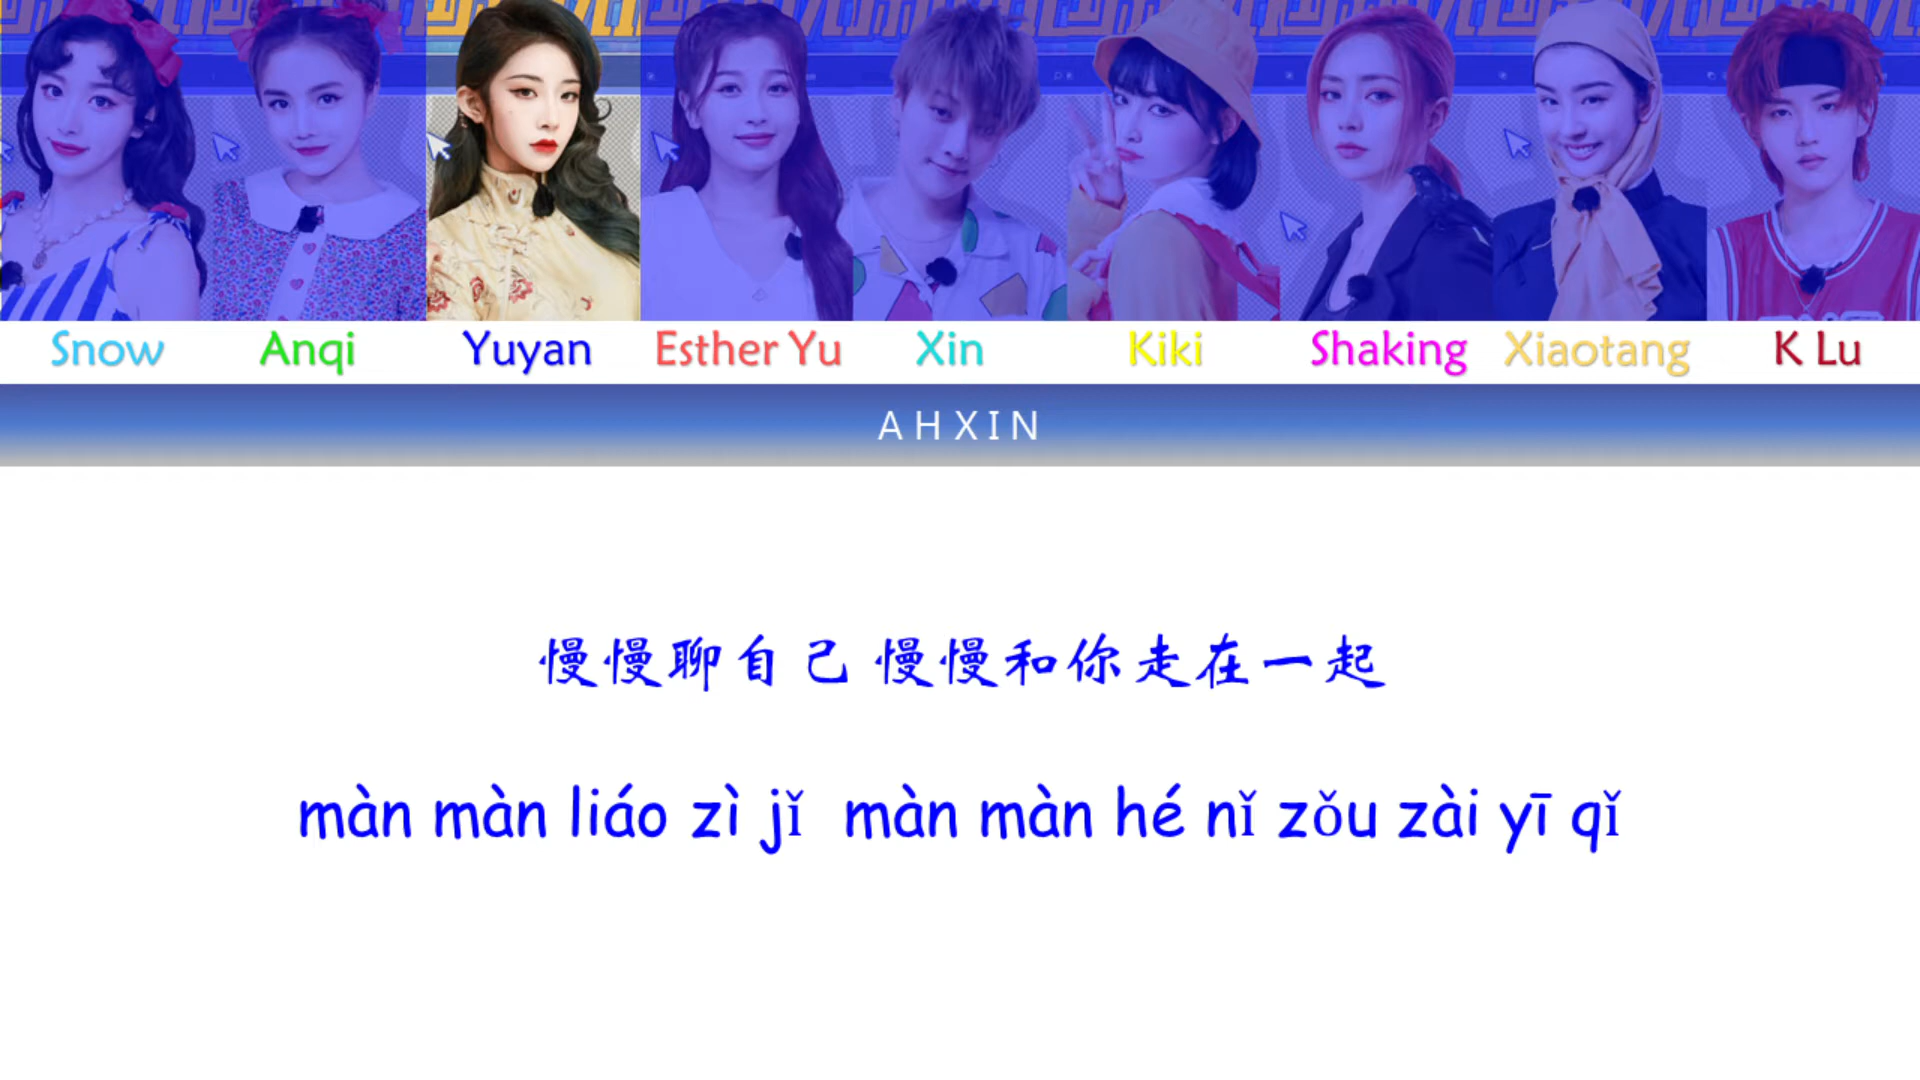 Snow Anqi Yuyan Esther Yu Xin Kiki Shaking Xiaotang K Lu
AHXIN
慢慢聊自己 慢慢和你走在一起
màn màn liáo zì jǐ màn màn hé nǐ zǒu zài yī qǐ